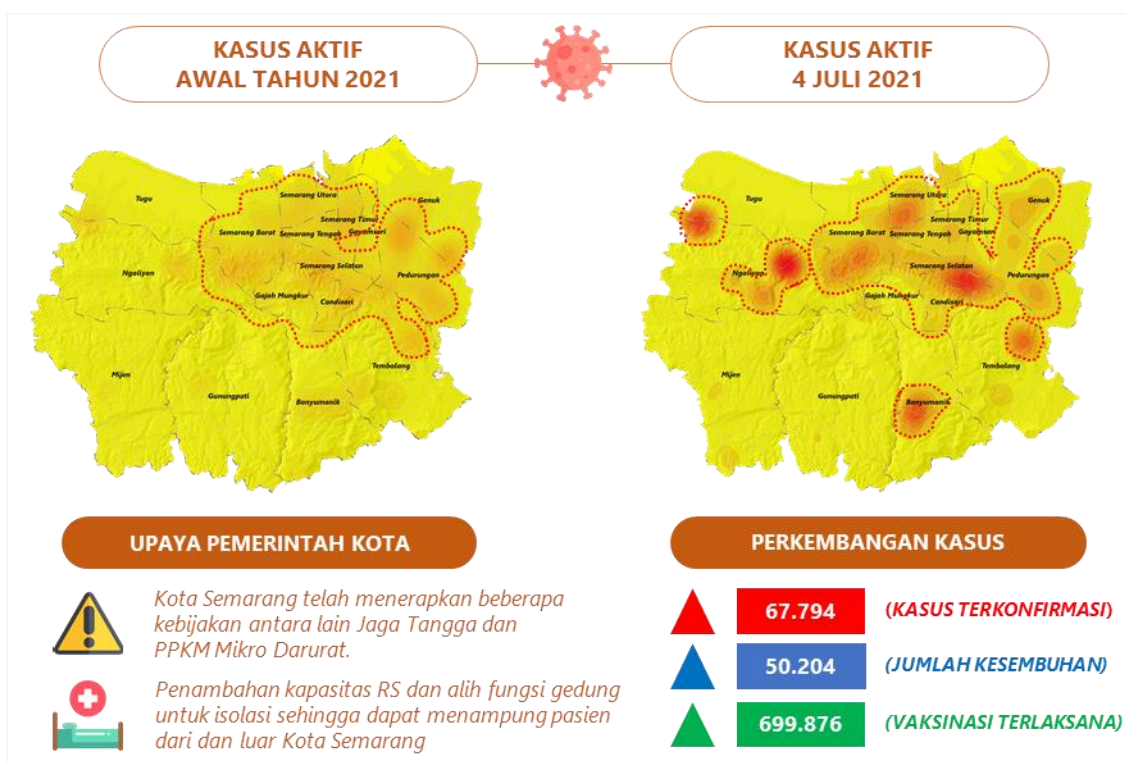 KASUS AKTIF
AWAL TAHUN 2021
KASUS AKTIF
4 JULI 2021
Tugu
Semarang Utara
Genuk
Semarang Timur
Semarang Barat
Semarang Tengah
Gayamsari
Ngaliyan
Semarang Selatan
Pedurungan
Gajah Mungkur
Candisari
Mijen
Gunungpati
Banyumanik
Tembalang
Tugu
Semarang Utara
Genuk
Semarang Timur
Semarang Barat
Semarang Tengah
Gayamsari
Ngaliyan
Semarang Selatan
Pedurungan
Gajah Mungkur
Candisari
Mijen
Gunungpati
Banyumanik
Tembalang
UPAYA PEMERINTAH KOTA
Kota Semarang telah menerapkan beberapa
kebijakan antara lain Jaga Tangga dan
PPKM Mikro Darurat.
Penambahan kapasitas RS dan alih fungsi gedung
untuk isolasi sehingga dapat menampung pasien
dari dan luar Kota Semarang
PERKEMBANGAN KASUS
67.794 (KASUS TERKONFIRMASI)
50.204 (JUMLAH KESEMBUHAN)
699.876 (VAKSINASI TERLAKSANA)